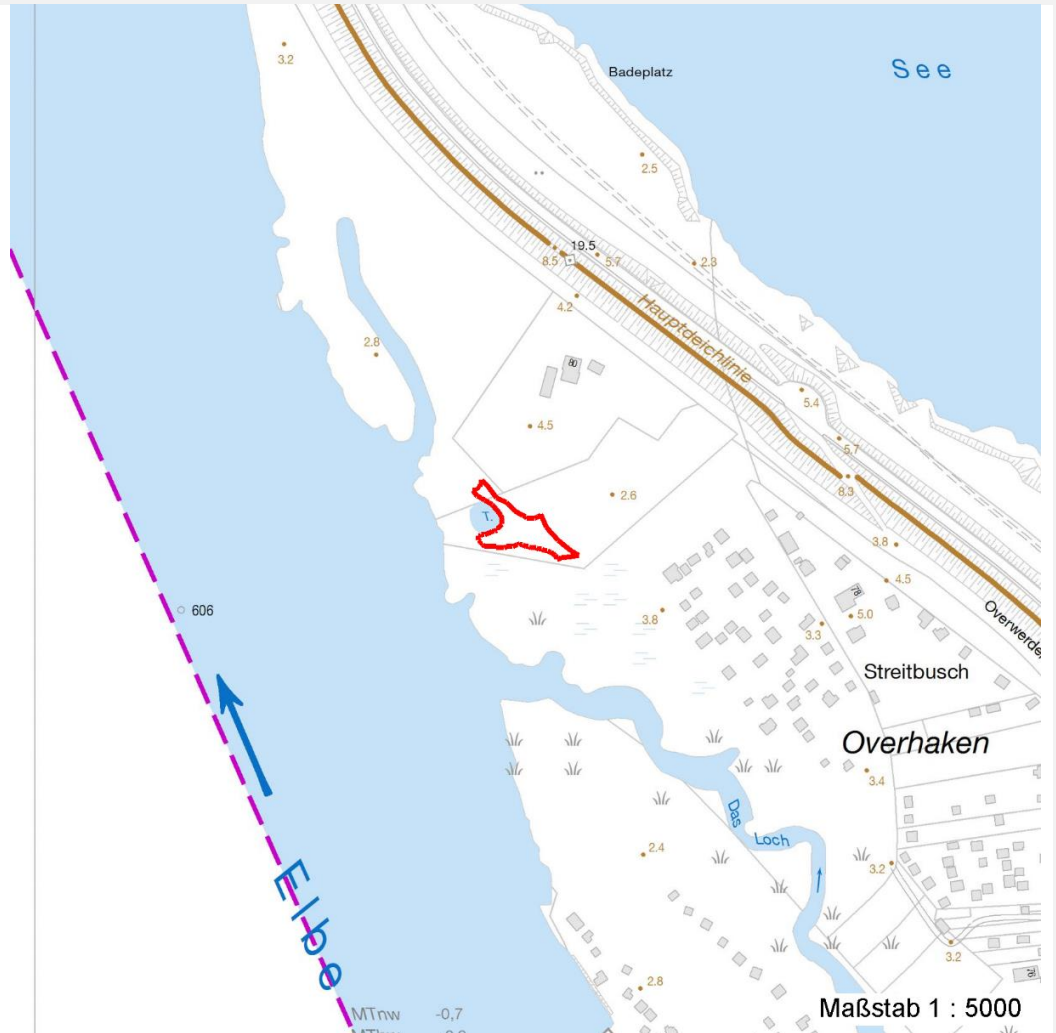 3.2
Badeplatz
See
2.5
19.5
8.5
5.7
2.3
4.2
Hauptdeichlinie
2.8
80
5.4
4.5
5.7
2.6
8.3
T.
3.8
4.5
78
606
3.8
5.0
3.3
Overwerder
Streitbusch
Overhaken
3.4
Das
Loch
2.4
3.2
Elbe
3.2
2.8
76
MTnw -0,7
Maßstab 1 : 5000